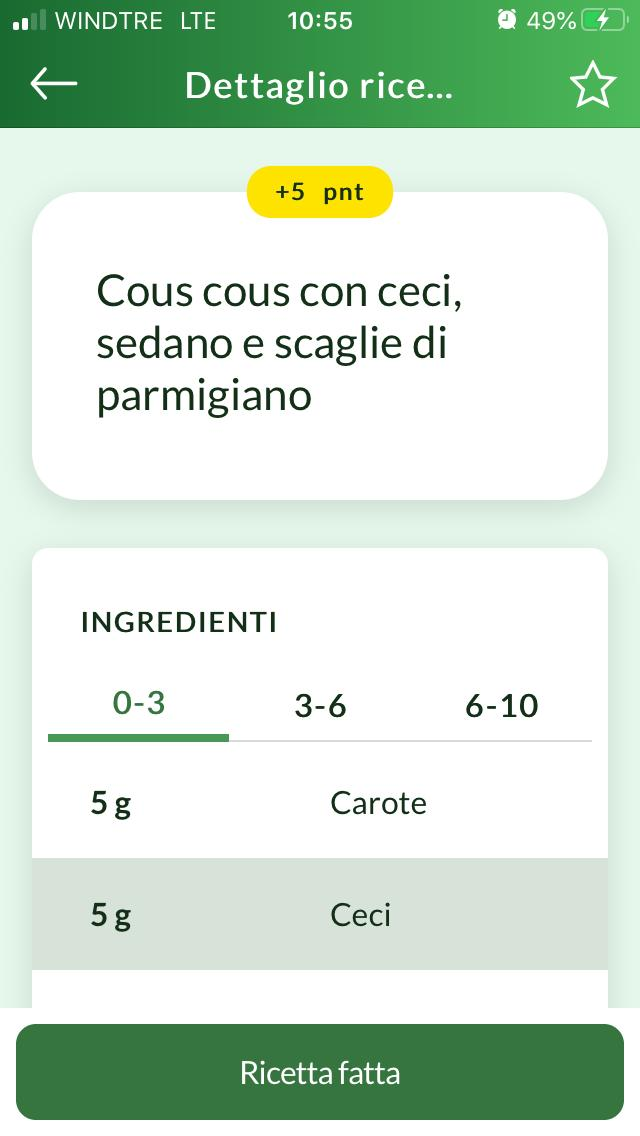 WINDTRE LTE 10:55 49%
Dettaglio rice...
+5 pnt
Cous cous con ceci,
sedano e scaglie di
parmigiano
INGREDIENTI
0-3 3-6 6-10
5 g Carote
5 g Ceci
Ricetta fatta